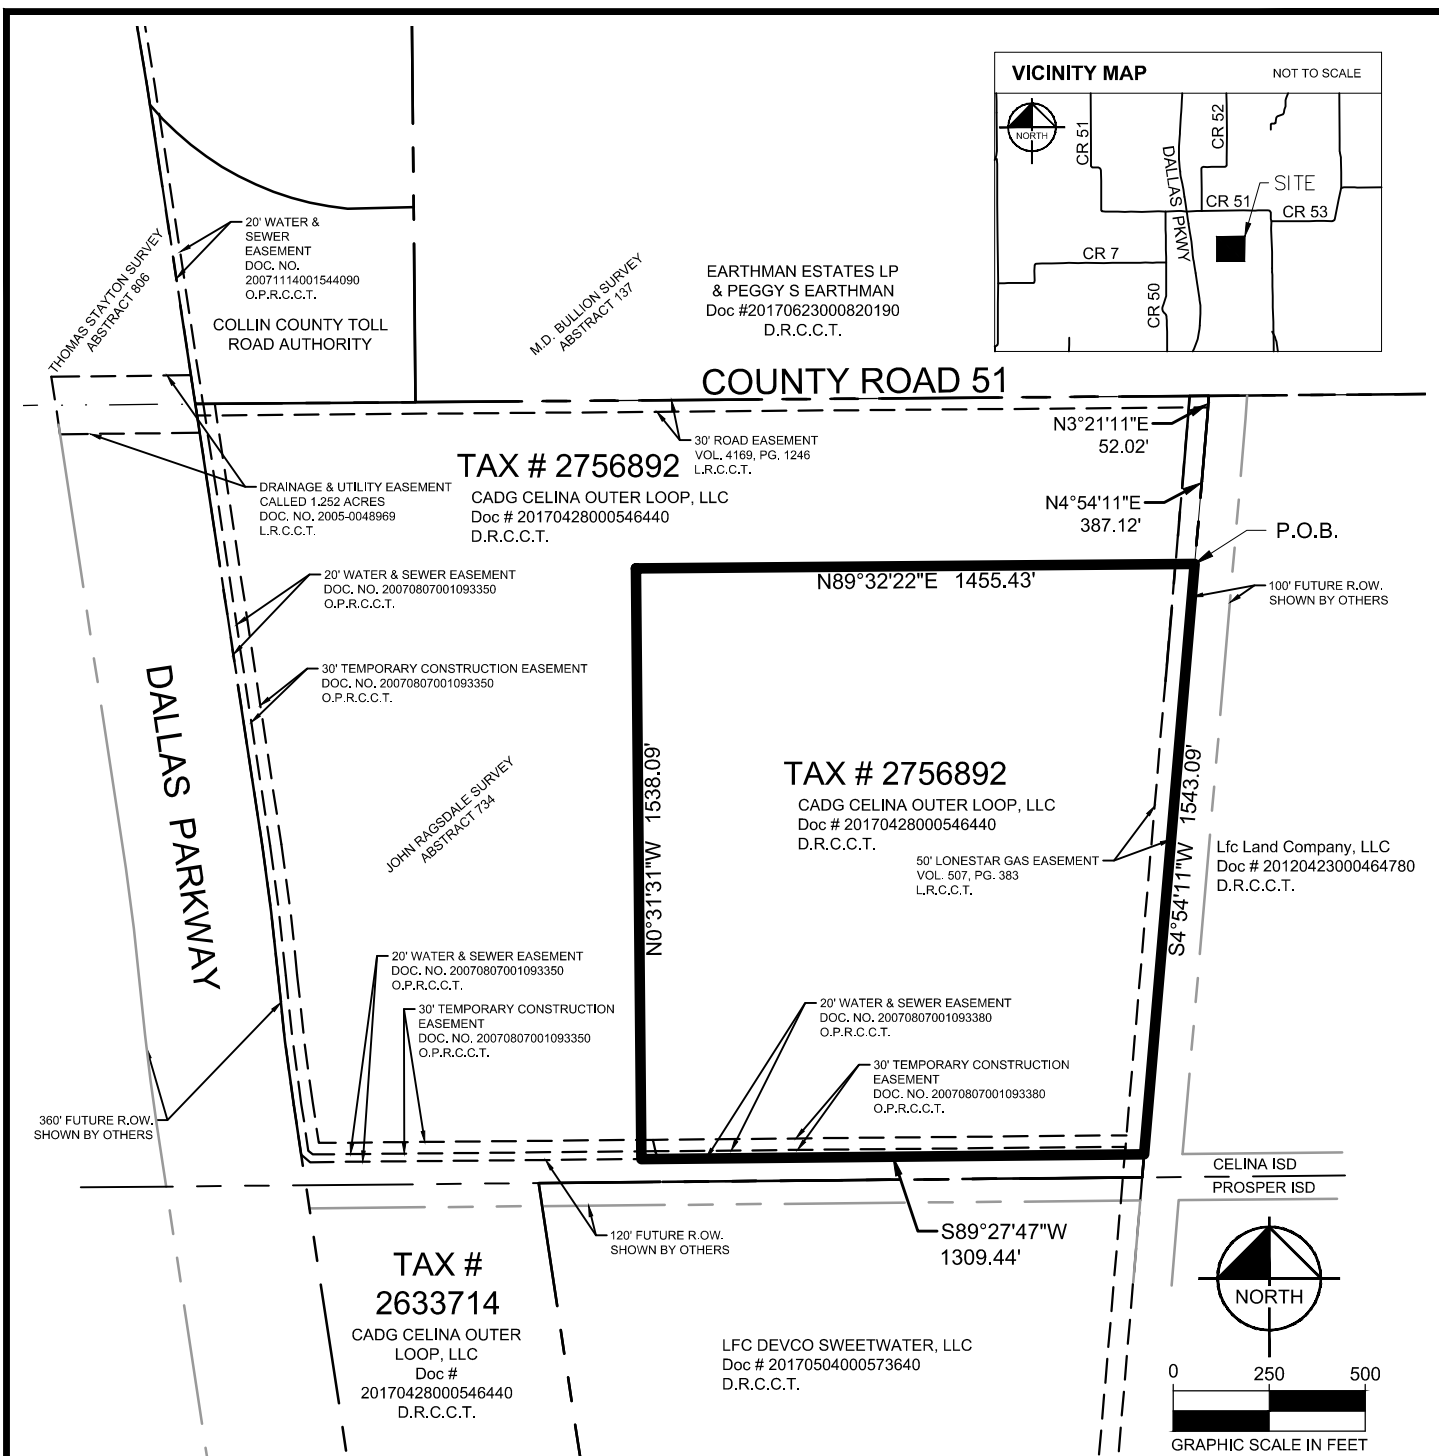 VICINITY MAP
NOT TO SCALE
NORTH
CR 51
CR 52
DALLAS PKWY
SITE
CR 51
CR 53
CR 7
CR 50
20' WATER &
SEWER
EASEMENT
DOC. NO.
20071114001544090
O.P.R.C.C.T.
THOMAS STAYTON SURVEY
ABSTRACT 806
COLLIN COUNTY TOLL
ROAD AUTHORITY
M.D. BULLION SURVEY
ABSTRACT 137
EARTHMAN ESTATES LP
& PEGGY S EARTHMAN
Doc #20170623000820190
D.R.C.C.T.
COUNTY ROAD 51
N3°21'11"E
52.02'
30' ROAD EASEMENT
VOL. 4169, PG. 1246
L.R.C.C.T.
TAX # 2756892
CADG CELINA OUTER LOOP, LLC
Doc # 20170428000546440
D.R.C.C.T.
DRAINAGE & UTILITY EASEMENT
CALLED 1.252 ACRES
DOC. NO. 2005-0048969
L.R.C.C.T.
N4°54'11"E
387.12'
P.O.B.
20' WATER & SEWER EASEMENT
DOC. NO. 20070807001093350
O.P.R.C.C.T.
N89°32'22"E 1455.43'
100' FUTURE R.OW.
SHOWN BY OTHERS
30' TEMPORARY CONSTRUCTION EASEMENT
DOC. NO. 20070807001093350
O.P.R.C.C.T.
DALLAS PARKWAY
JOHN RAGSDALE SURVEY
ABSTRACT 734
N0°31'31"W 1538.09'
TAX # 2756892
CADG CELINA OUTER LOOP, LLC
Doc # 20170428000546440
D.R.C.C.T.
50' LONESTAR GAS EASEMENT
VOL. 507, PG. 383
L.R.C.C.T.
S4°54'11"W 1543.09'
Lfc Land Company, LLC
Doc # 20120423000464780
D.R.C.C.T.
20' WATER & SEWER EASEMENT
DOC. NO. 20070807001093350
O.P.R.C.C.T.
30' TEMPORARY CONSTRUCTION
EASEMENT
DOC. NO. 20070807001093350
O.P.R.C.C.T.
20' WATER & SEWER EASEMENT
DOC. NO. 20070807001093380
O.P.R.C.C.T.
30' TEMPORARY CONSTRUCTION
EASEMENT
DOC. NO. 20070807001093380
O.P.R.C.C.T.
360' FUTURE R.OW.
SHOWN BY OTHERS
CELINA ISD
PROSPER ISD
120' FUTURE R.OW.
SHOWN BY OTHERS
S89°27'47"W
1309.44'
TAX #
2633714
CADG CELINA OUTER
LOOP, LLC
Doc #
20170428000546440
D.R.C.C.T.
LFC DEVCO SWEETWATER, LLC
Doc # 20170504000573640
D.R.C.C.T.
NORTH
0 250 500
GRAPHIC SCALE IN FEET